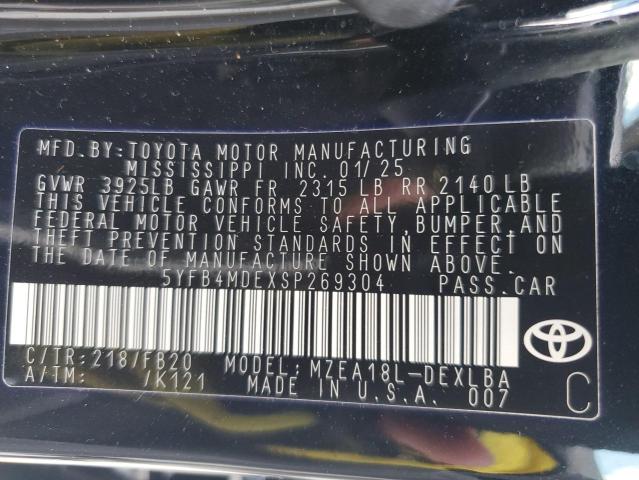 MFD.BY:TOYOTA MOTOR MANUFACTURING
MISSISSIPPI INC. 01/25
GVWR 3925LB GAWR FR 2315 LB RR 2140 LB
THIS VEHICLE CONFORMS TO ALL APPLICABLE
FEDERAL MOTOR VEHICLE SAFETY,BUMPER,AND
THEFT PREVENTION STANDARDS IN EFFECT ON
THE DATE OF MANUFACTURE SHOWN ABOVE.
5YFB4MDEXSP269304 PASS.CAR
C/TR:218/FB20 MODEL:MZEA18L-DEXLBA
A/TM: /K121 MADE IN U.S.A. 007
C